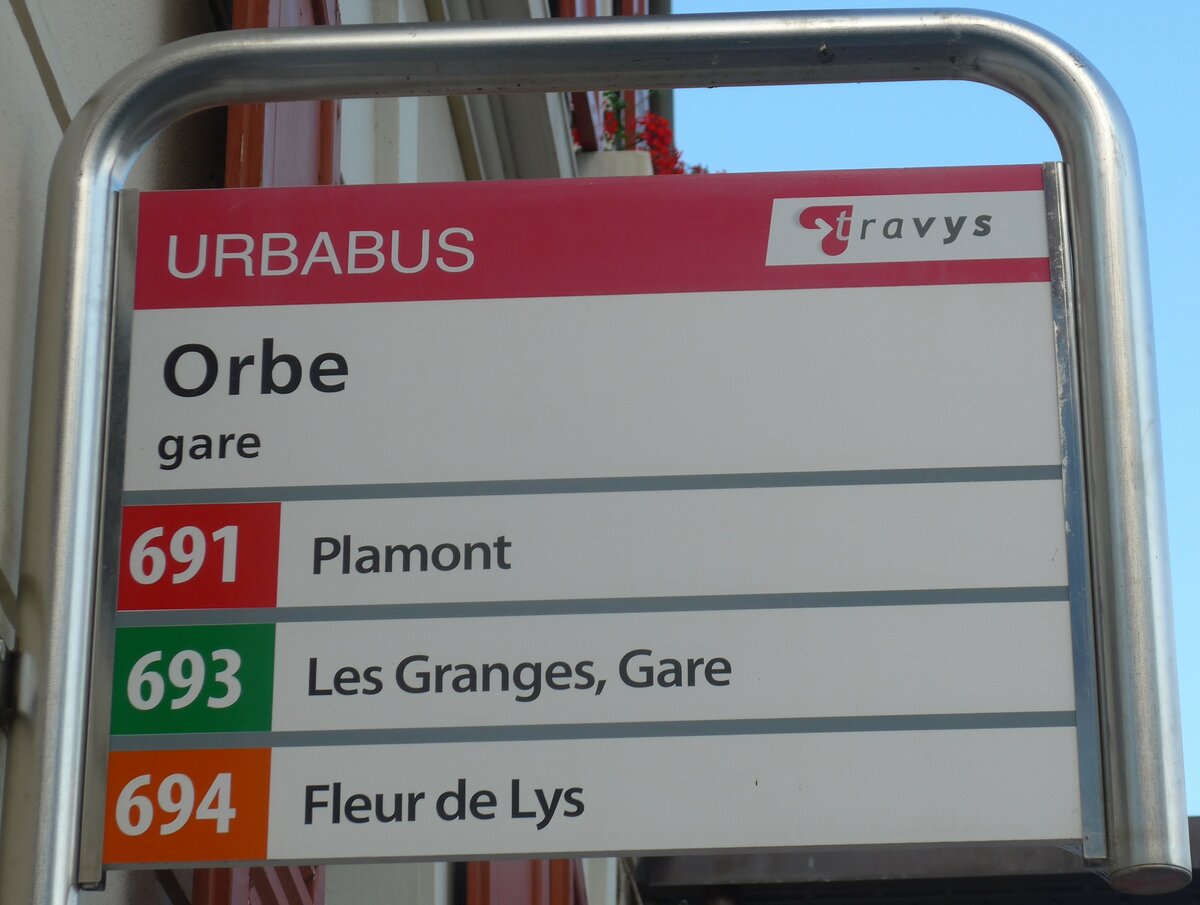 URBABUS
travys
Orbe
gare
691 Plamont
693 Les Granges, Gare
694 Fleur de Lys